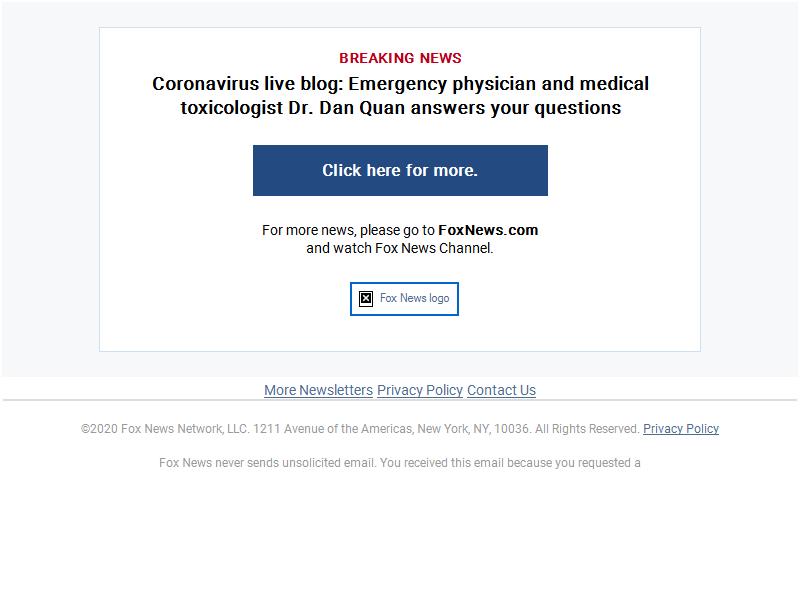 BREAKING NEWS
Coronavirus live blog: Emergency physician and medical
toxicologist Dr. Dan Quan answers your questions
Click here for more.
For more news, please go to FoxNews.com
and watch Fox News Channel.
Fox News logo
More Newsletters Privacy Policy Contact Us
©2020 Fox News Network, LLC. 1211 Avenue of the Americas, New York, NY, 10036. All Rights Reserved. Privacy Policy
Fox News never sends unsolicited email. You received this email because you requested a